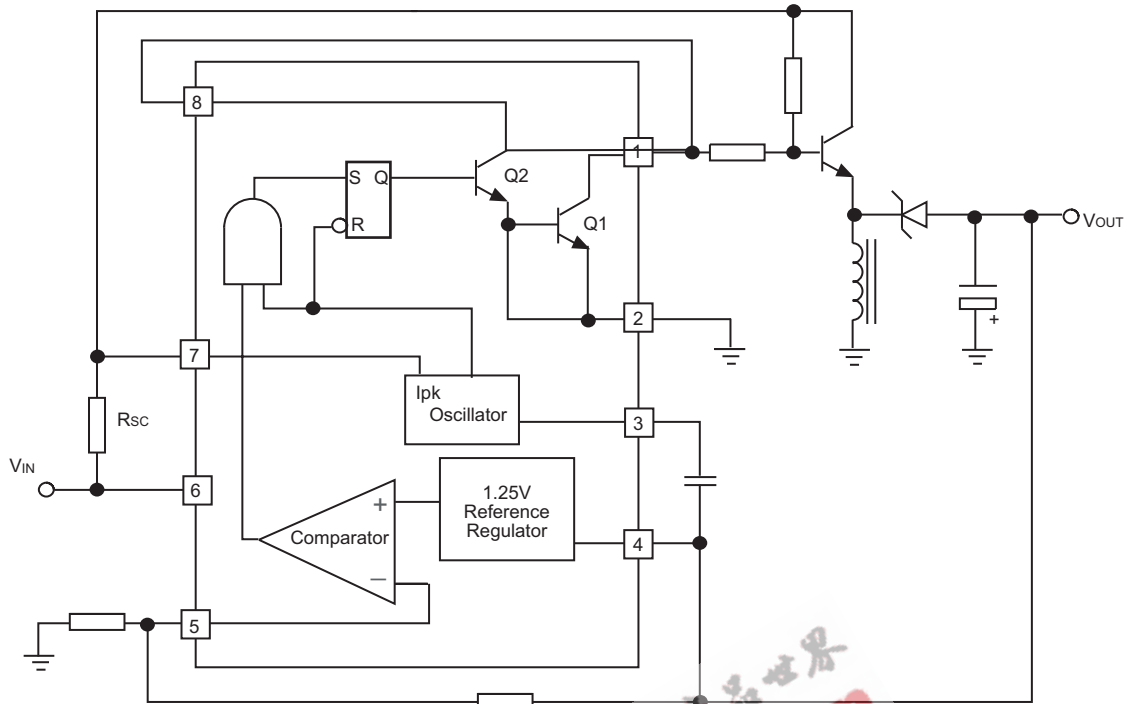 8
1
S Q
Q2
R
Q1
VOUT
2
+
7
Ipk
Oscillator
3
RSC
VIN
6
1.25V
Reference
Regulator
+
Comparator
4
−
5